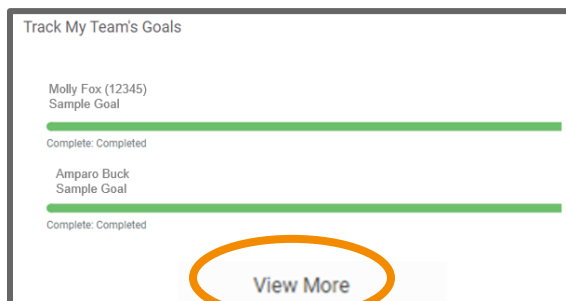 Track My Team's Goals
Molly Fox (12345)
Sample Goal
Complete: Completed
Amparo Buck
Sample Goal
Complete: Completed
View More